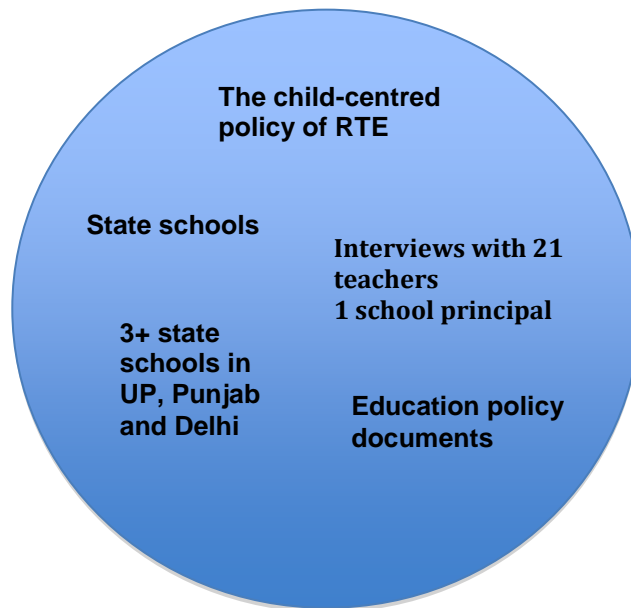 The child-centred
policy of RTE
State schools
Interviews with 21
teachers
1 school principal
3+ state
schools in
UP, Punjab
and Delhi
Education policy
documents